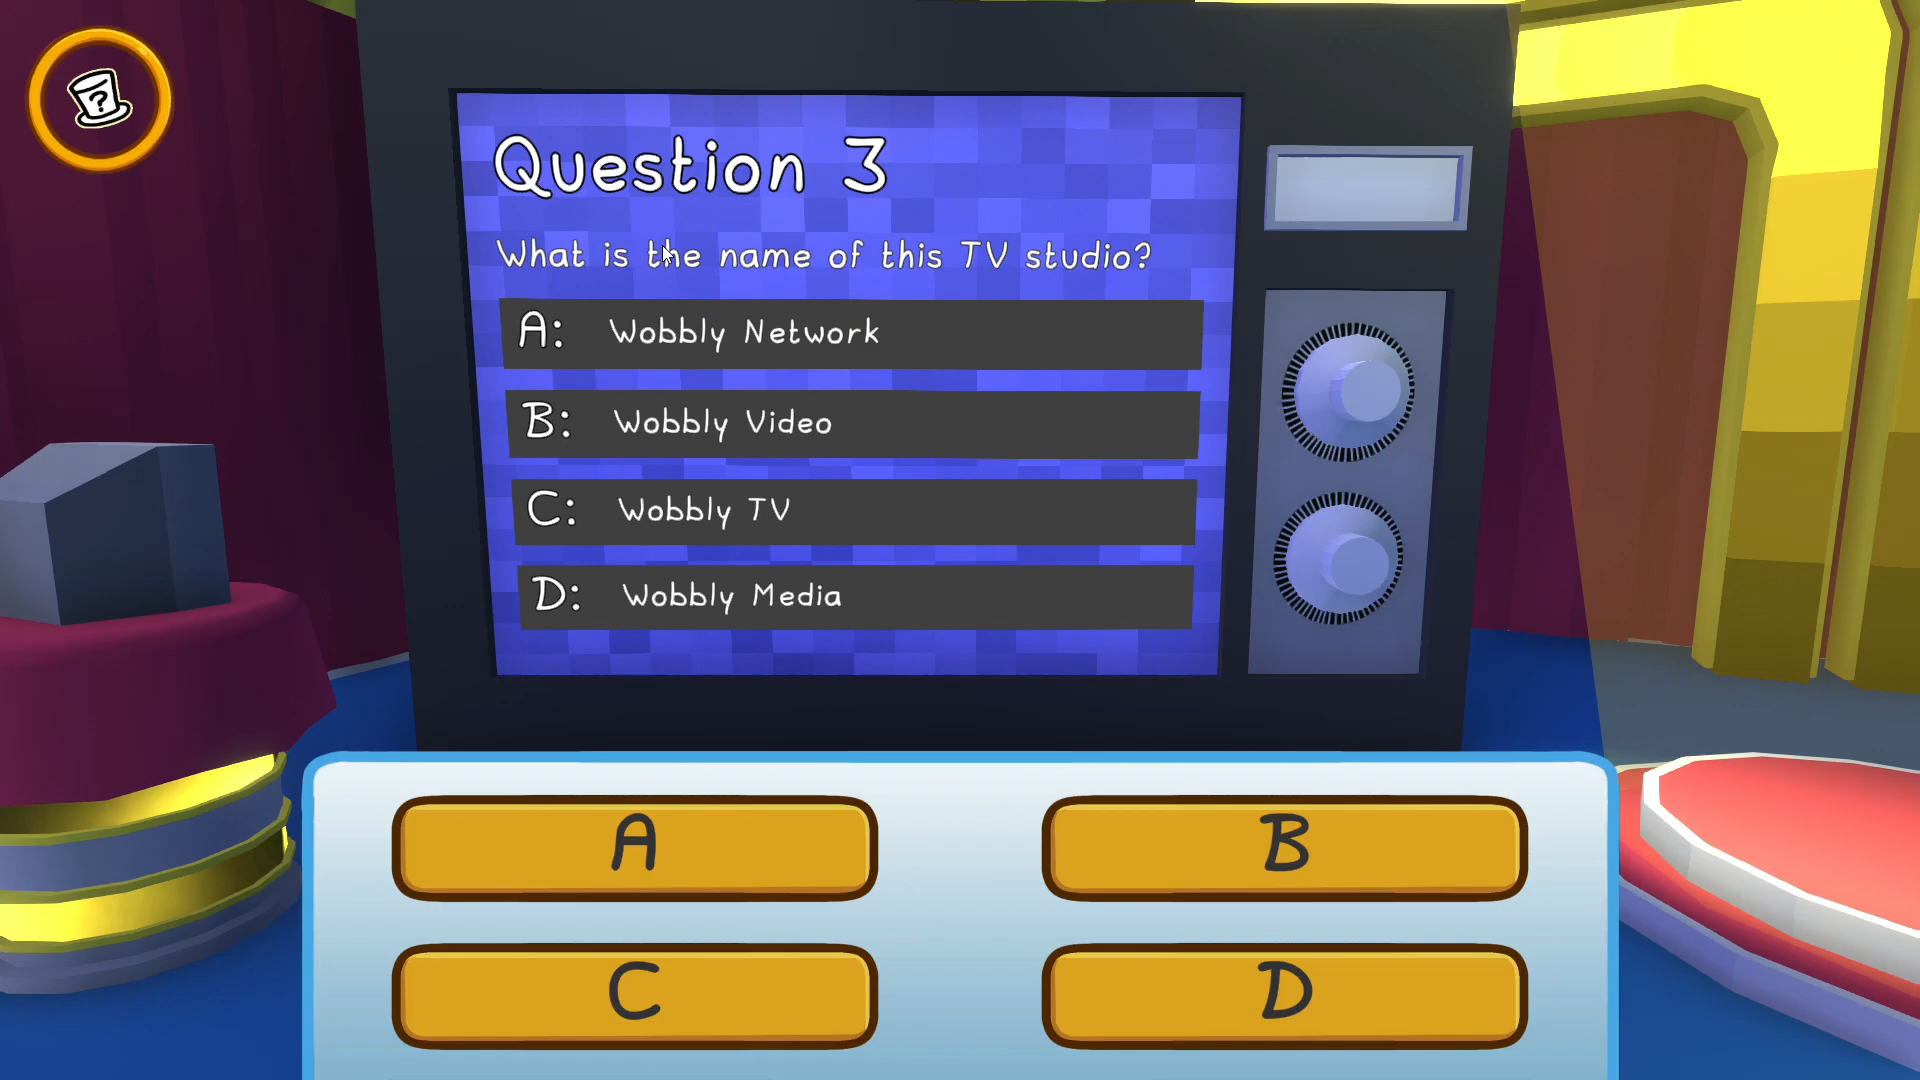 ?
Question 3
What is the name of this TV studio?
A: Wobbly Network
B: Wobbly Video
C: Wobbly TV
D: Wobbly Media
A
B
C
D